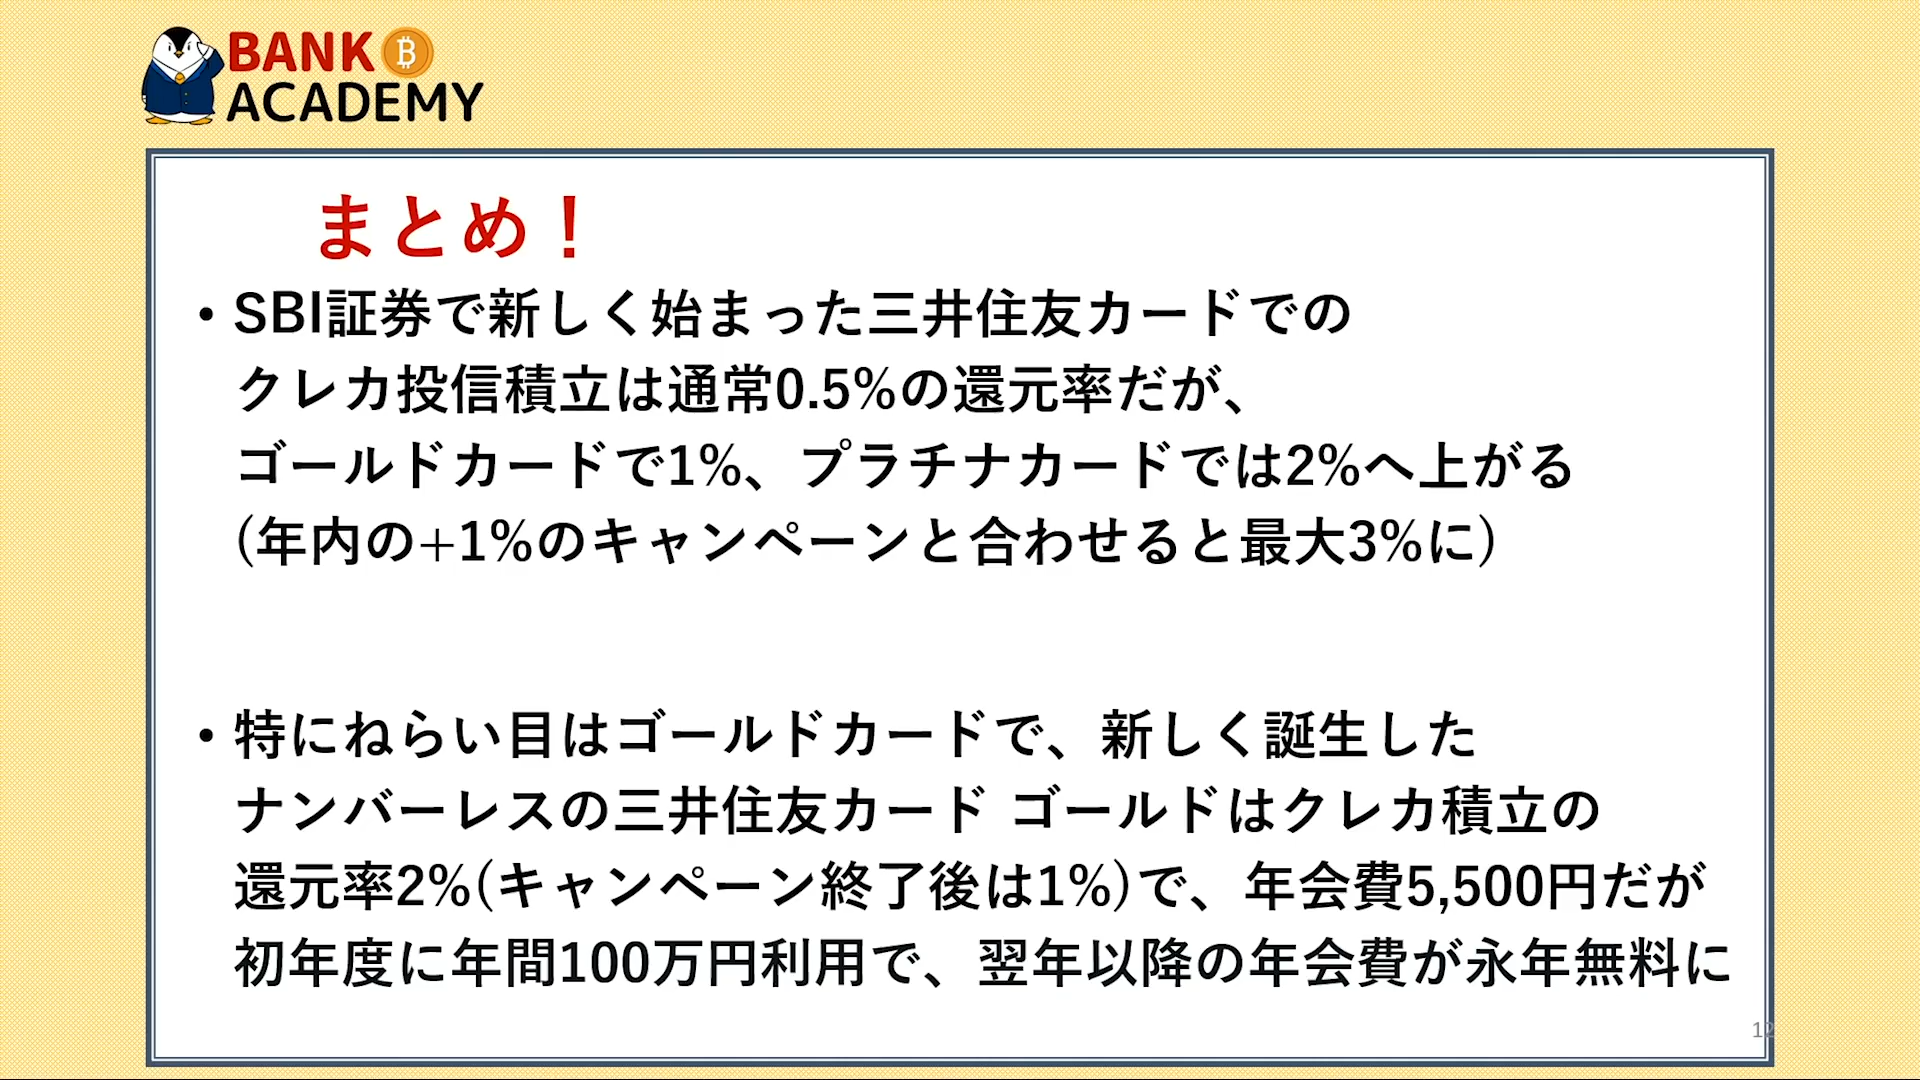 BANK
ACADEMY
まとめ！
・SBI証券で新しく始まった三井住友カードでの
クレカ投信積立は通常0.5%の還元率だが、
ゴールドカードで1%、プラチナカードでは2%へ上がる
(年内の+1%のキャンペーンと合わせると最大3%に)
・特にねらい目はゴールドカードで、新しく誕生した
ナンバーレスの三井住友カード ゴールドはクレカ積立の
還元率2%(キャンペーン終了後は1%)で、年会費5,500円だが
初年度に年間100万円利用で、翌年以降の年会費が永年無料に
12